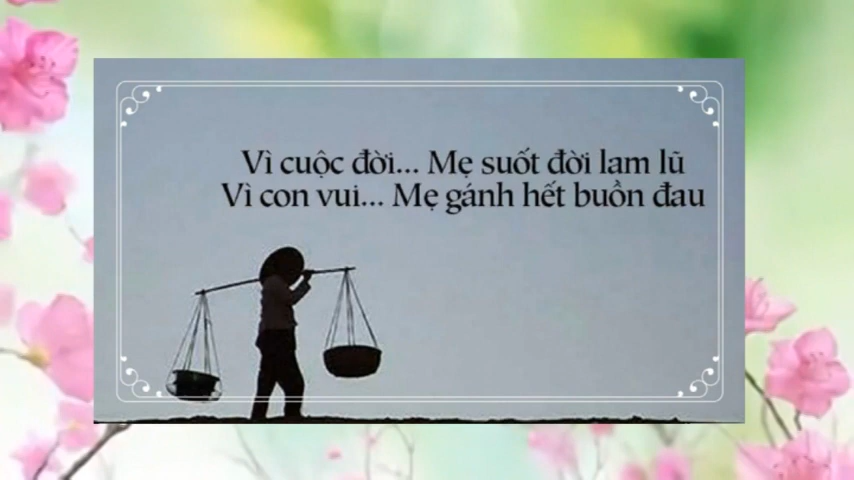 Vì cuộc đời... Mẹ suốt đời lam lũ
Vì con vui... Mẹ gánh hết buồn đau